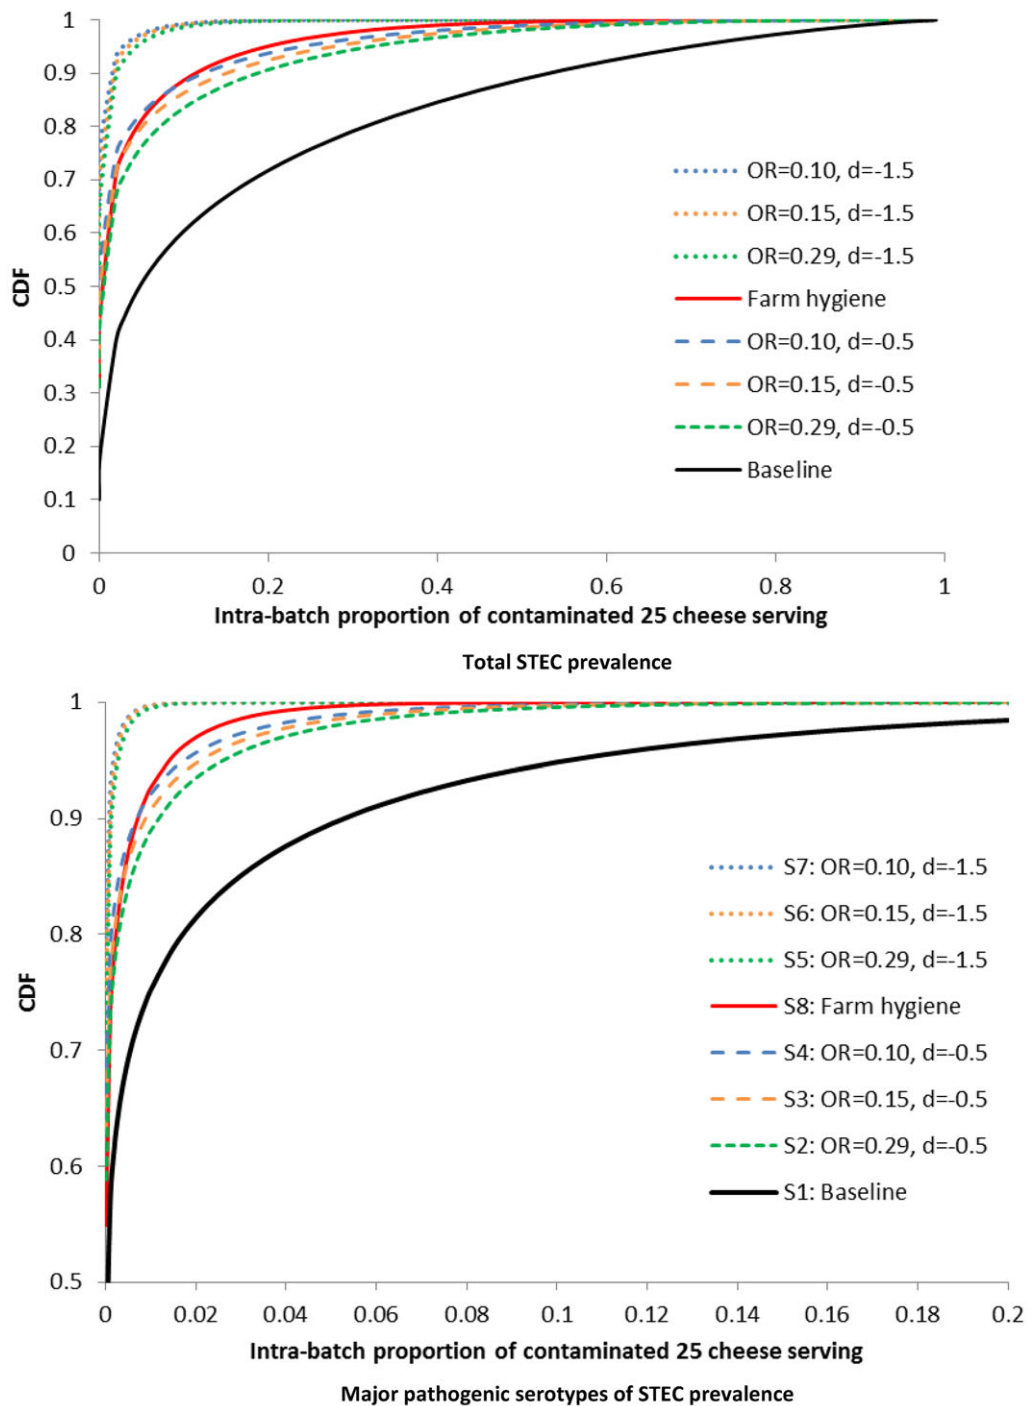 1
0.9
0.8
0.7
0.6
0.5
0.4
0.3
0.2
0.1
0
CDF
OR=0.10, d=-1.5
OR=0.15, d=-1.5
OR=0.29, d=-1.5
Farm hygiene
OR=0.10, d=-0.5
OR=0.15, d=-0.5
OR=0.29, d=-0.5
Baseline
0 0.2 0.4 0.6 0.8 1
Intra-batch proportion of contaminated 25 cheese serving
Total STEC prevalence
1
0.9
0.8
0.7
0.6
0.5
CDF
S7: OR=0.10, d=-1.5
S6: OR=0.15, d=-1.5
S5: OR=0.29, d=-1.5
S8: Farm hygiene
S4: OR=0.10, d=-0.5
S3: OR=0.15, d=-0.5
S2: OR=0.29, d=-0.5
S1: Baseline
0 0.02 0.04 0.06 0.08 0.1 0.12 0.14 0.16 0.18 0.2
Intra-batch proportion of contaminated 25 cheese serving
Major pathogenic serotypes of STEC prevalence